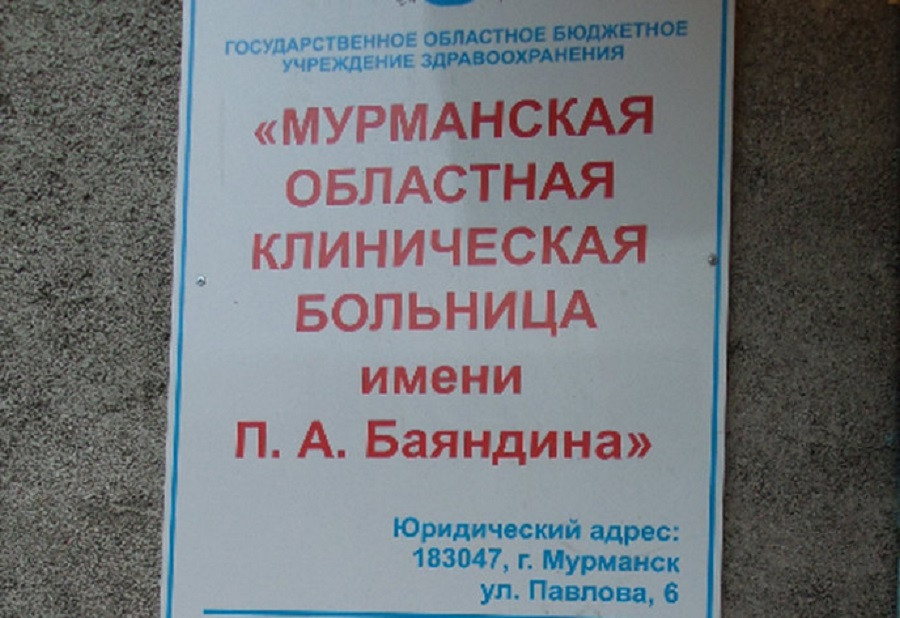 ГОСУДАРСТВЕННОЕ ОБЛАСТНОЕ БЮДЖЕТНОЕ
УЧРЕЖДЕНИЕ ЗДРАВООХРАНЕНИЯ
«МУРМАНСКАЯ
ОБЛАСТНАЯ
КЛИНИЧЕСКАЯ
БОЛЬНИЦА
имени
П. А. Баяндина»
Юридический адрес:
183047, г. Мурманск
ул. Павлова, 6